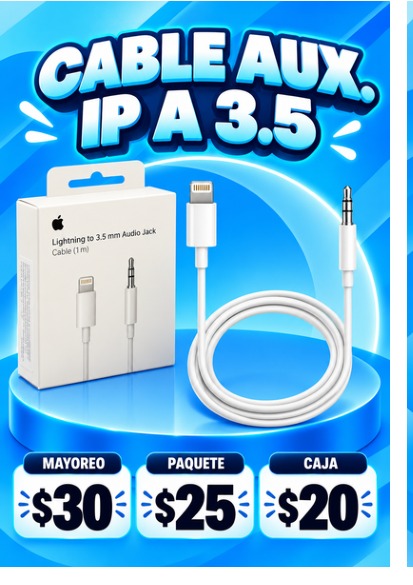 CABLE AUX.
IP A 3.5
Lightning to 3.5 mm Audio Jack
Cable (1 m)
MAYOREO
$30
PAQUETE
$25
CAJA
$20